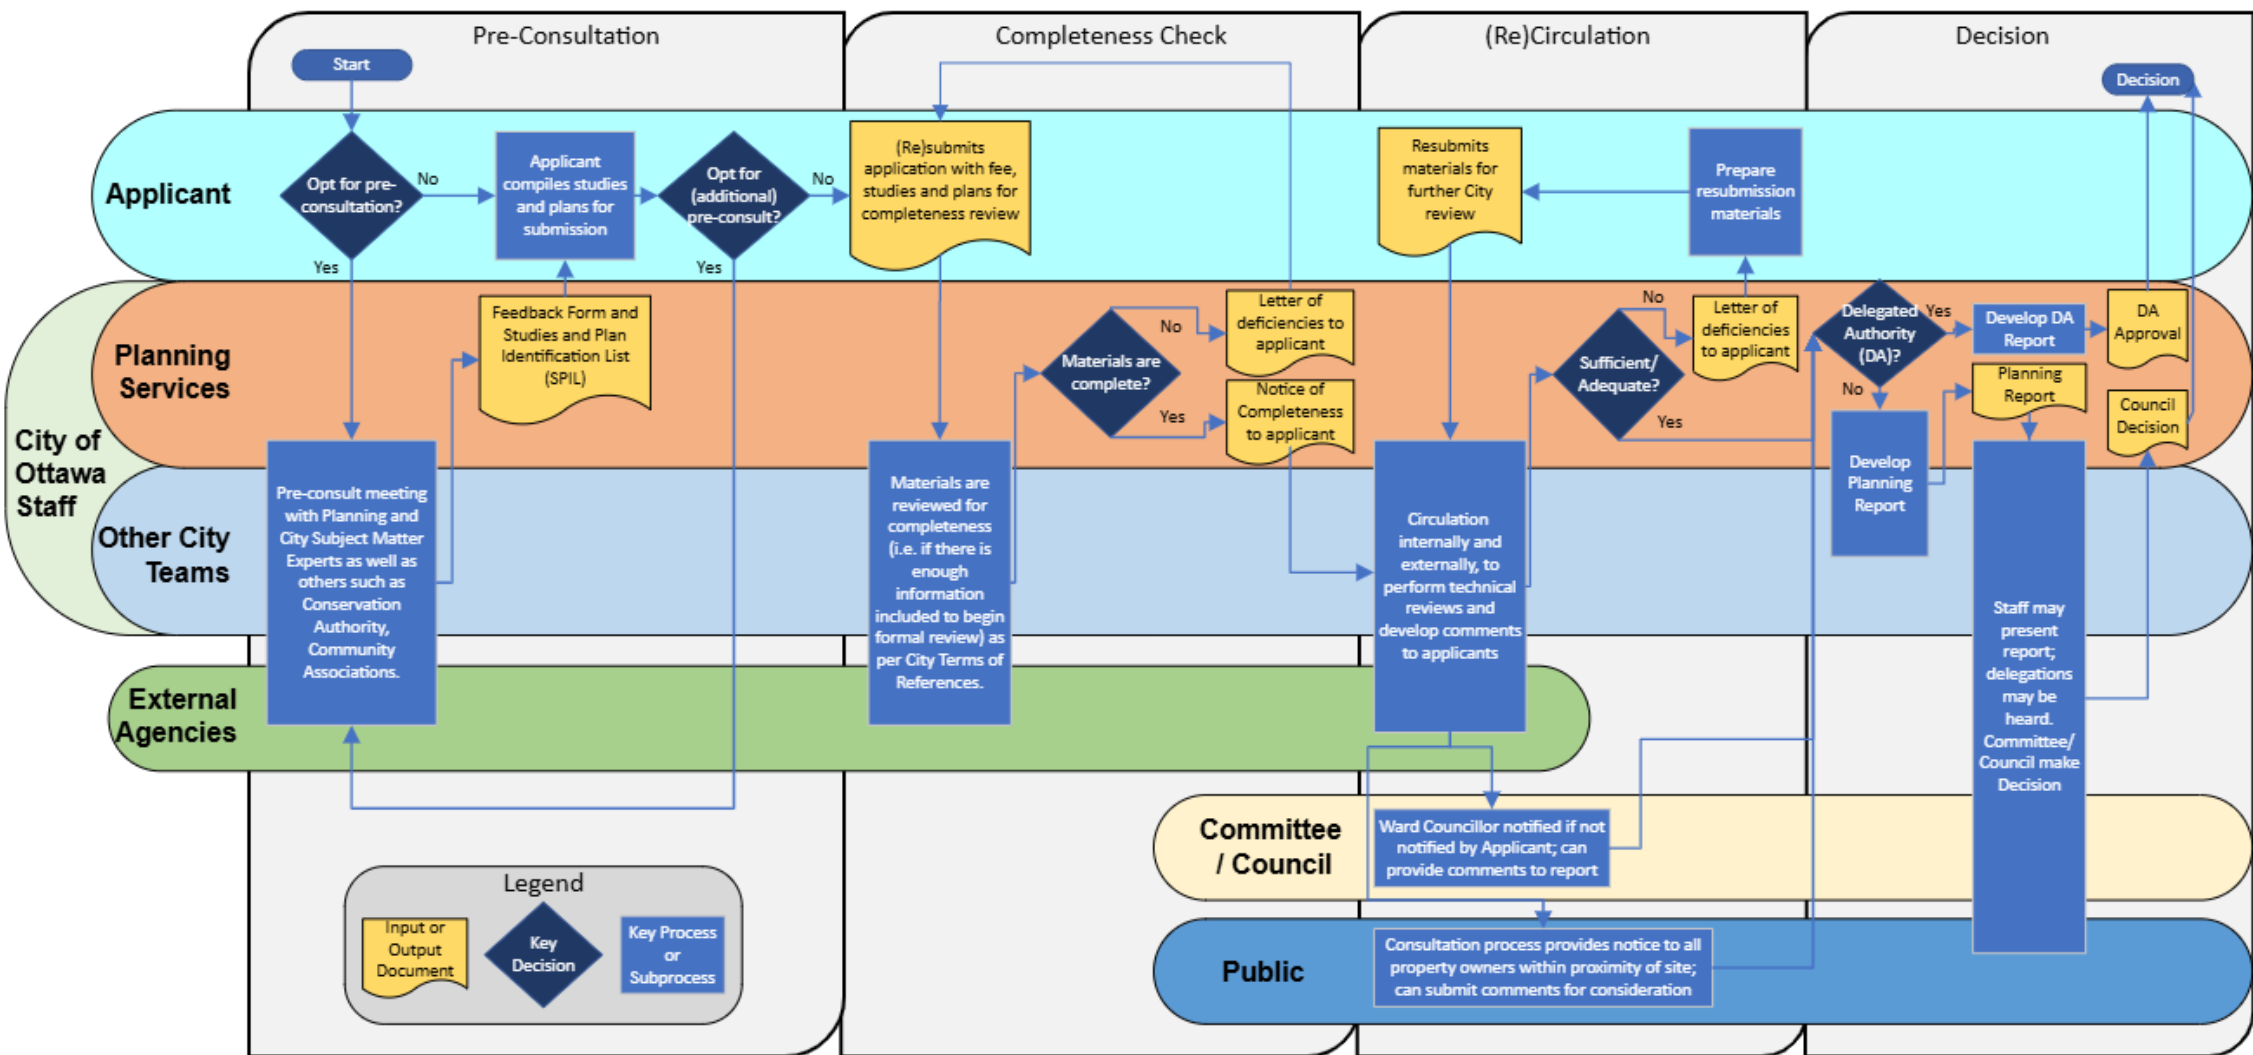 Pre-Consultation
Completeness Check
(Re)Circulation
Decision
Start
Decision
Applicant
Opt for pre-
consultation?
No
Yes
Applicant
compiles studies
and plans for
submission
Opt for
(additional)
pre-consult?
No
Yes
(Re)submits
application with fee,
studies and plans for
completeness review
Resubmits
materials for
further City
review
Prepare
resubmission
materials
City of
Ottawa
Staff
Planning
Services
Feedback Form and
Studies and Plan
Identification List
(SPIL)
Materials are
complete?
No
Yes
Letter of
deficiencies to
applicant
Notice of
Completeness
to applicant
Sufficient/
Adequate?
No
Yes
Letter of
deficiencies
to applicant
Delegated
Authority
(DA)?
Yes
No
Develop DA
Report
DA
Approval
Planning
Report
Council
Decision
Other City
Teams
Pre-consult meeting
with Planning and
City Subject Matter
Experts as well as
others such as
Conservation
Authority,
Community
Associations.
Materials are
reviewed for
completeness
(i.e. if there is
enough
information
included to begin
formal review) as
per City Terms of
References.
Circulation
internally and
externally, to
perform technical
reviews and
develop comments
to applicants
Develop
Planning
Report
Staff may
present
report;
delegations
may be
heard.
Committee/
Council make
Decision
External
Agencies
Committee
/ Council
Ward Councillor notified if not
notified by Applicant; can
provide comments to report
Public
Consultation process provides notice to all
property owners within proximity of site;
can submit comments for consideration
Legend
Input or
Output
Document
Key
Decision
Key Process
or
Subprocess